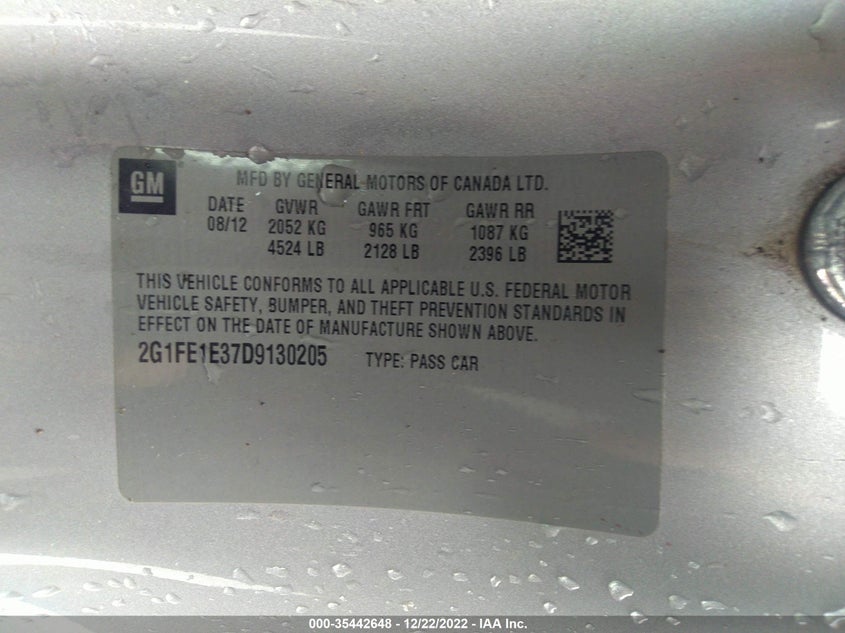 GM
MFD BY GENERAL MOTORS OF CANADA LTD.
DATE GVWR GAWR FRT GAWR RR
08/12 2052 KG 965 KG 1087 KG
4524 LB 2128 LB 2396 LB
THIS VEHICLE CONFORMS TO ALL APPLICABLE U.S. FEDERAL MOTOR
VEHICLE SAFETY, BUMPER, AND THEFT PREVENTION STANDARDS IN
EFFECT ON THE DATE OF MANUFACTURE SHOWN ABOVE.
2G1FE1E37D9130205 TYPE: PASS CAR
000-35442648 - 12/22/2022 - IAA Inc.